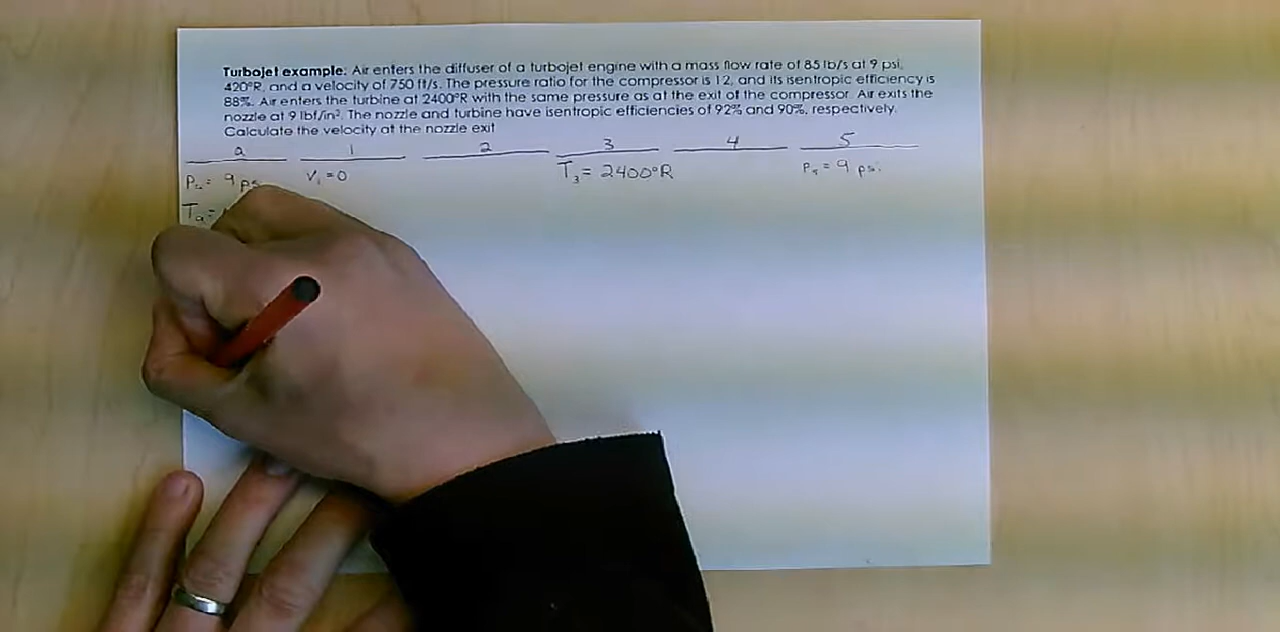 Turbojet example: Air enters the diffuser of a turbojet engine with a mass flow rate of 85 lb/s at 9 psi,
420°R, and a velocity of 750 ft/s. The pressure ratio for the compressor is 12, and its isentropic efficiency is
88%. Air enters the turbine at 2400°R with the same pressure as at the exit of the compressor. Air exits the
nozzle at 9 lbf/in². The nozzle and turbine have isentropic efficiencies of 92% and 90%, respectively.
Calculate the velocity at the nozzle exit
a 1 2 3 4 5
Pa = 9 psi V₁ = 0 T₃ = 2400°R P₅ = 9 psi
Ta =